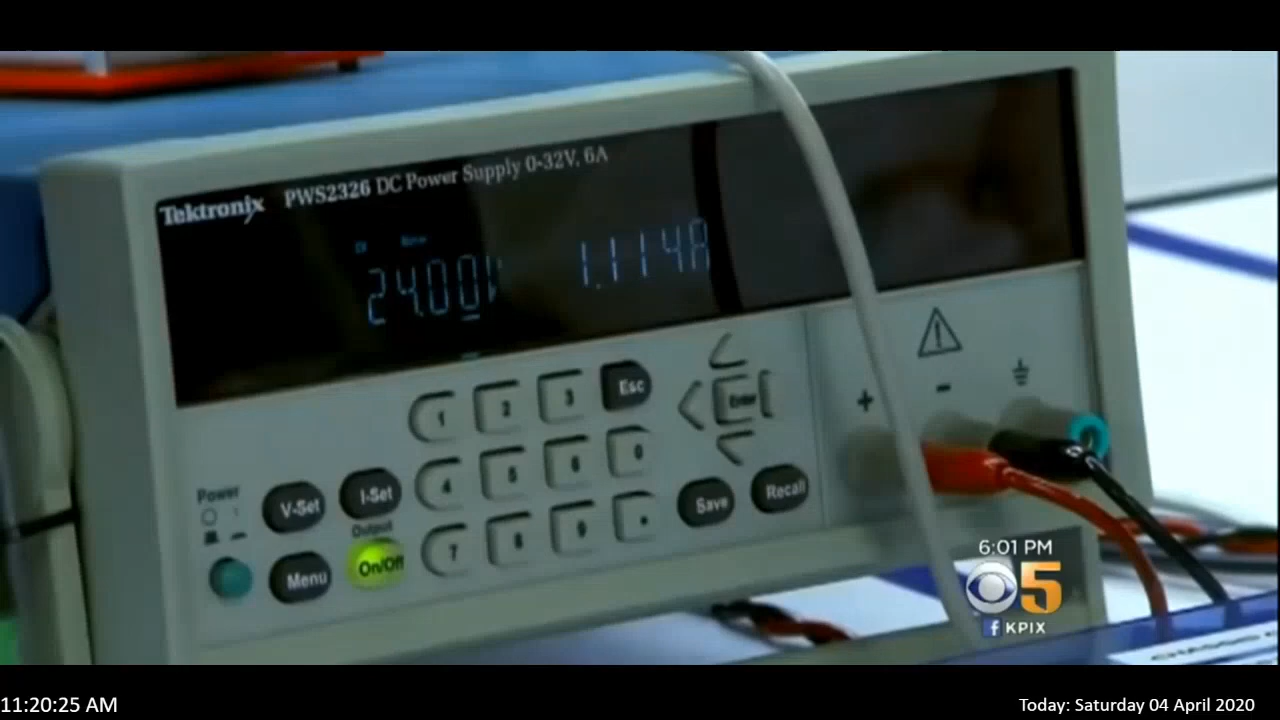 Tektronix PWS2326 DC Power Supply 0-32V, 6A
24.00V 1.114A
1 2 3 Esc
Enter
4 5 6 0
Power V-Set I-Set
Save Recall
Output
7 8 9 .
Menu On/Off
+ -
6:01 PM
5
f KPIX
11:20:25 AM
Today: Saturday 04 April 2020